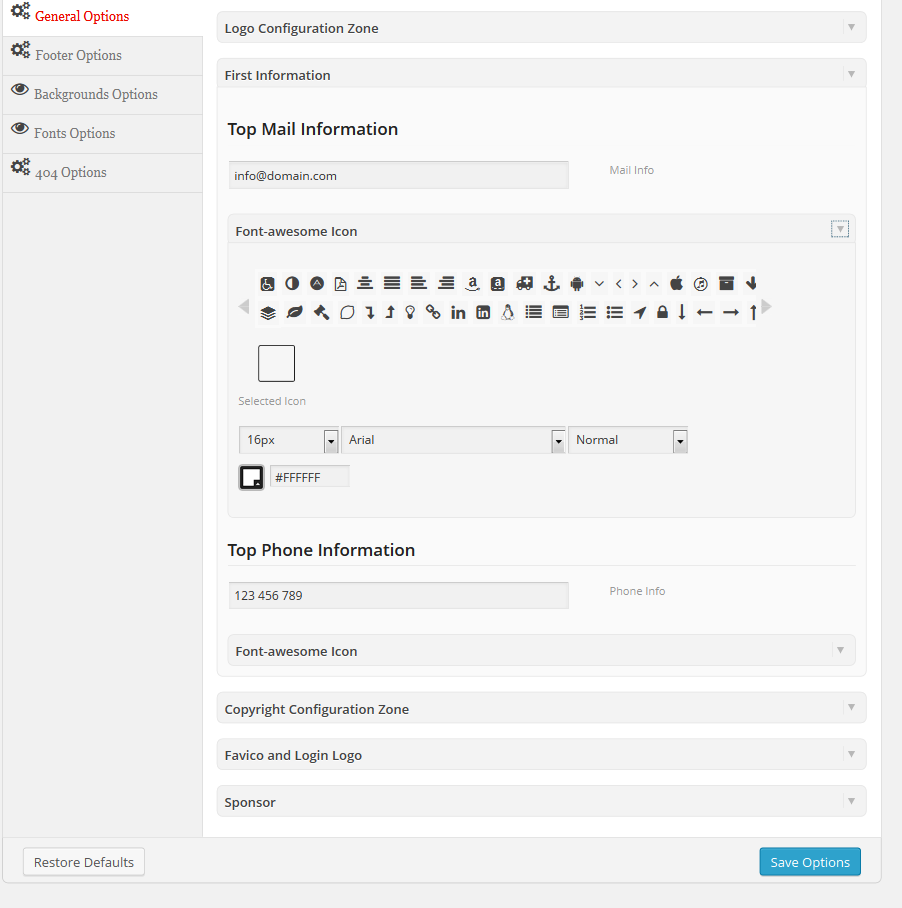 General Options
Footer Options
Backgrounds Options
Fonts Options
404 Options
Logo Configuration Zone
First Information
Top Mail Information
info@domain.com
Mail Info
Font-awesome Icon
Selected Icon
16px
Arial
Normal
#FFFFFF
Top Phone Information
123 456 789
Phone Info
Font-awesome Icon
Copyright Configuration Zone
Favico and Login Logo
Sponsor
Restore Defaults
Save Options